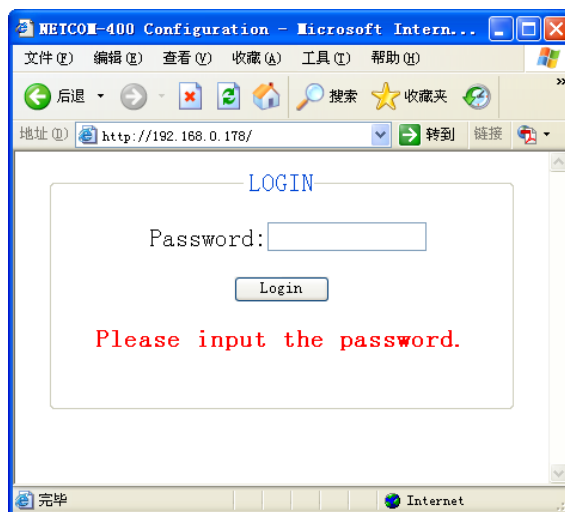 NETCOM-400 Configuration - Microsoft Intern...
文件(F) 编辑(E) 查看(V) 收藏(A) 工具(T) 帮助(H)
后退 搜索 收藏夹 »
地址(D) http://192.168.0.178/ 转到 链接
LOGIN
Password:
Login
Please input the password.
完毕 Internet